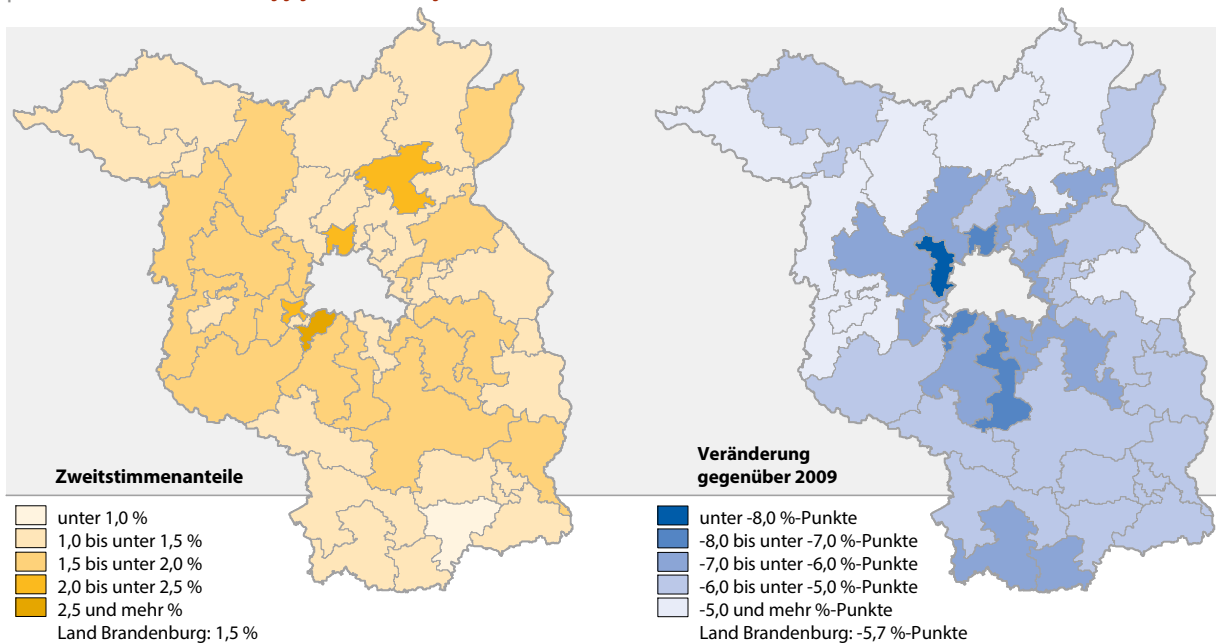 Zweitstimmenanteile
unter 1,0 %
1,0 bis unter 1,5 %
1,5 bis unter 2,0 %
2,0 bis unter 2,5 %
2,5 und mehr %
Land Brandenburg: 1,5 %
Veränderung
gegenüber 2009
unter -8,0 %-Punkte
-8,0 bis unter -7,0 %-Punkte
-7,0 bis unter -6,0 %-Punkte
-6,0 bis unter -5,0 %-Punkte
-5,0 und mehr %-Punkte
Land Brandenburg: -5,7 %-Punkte